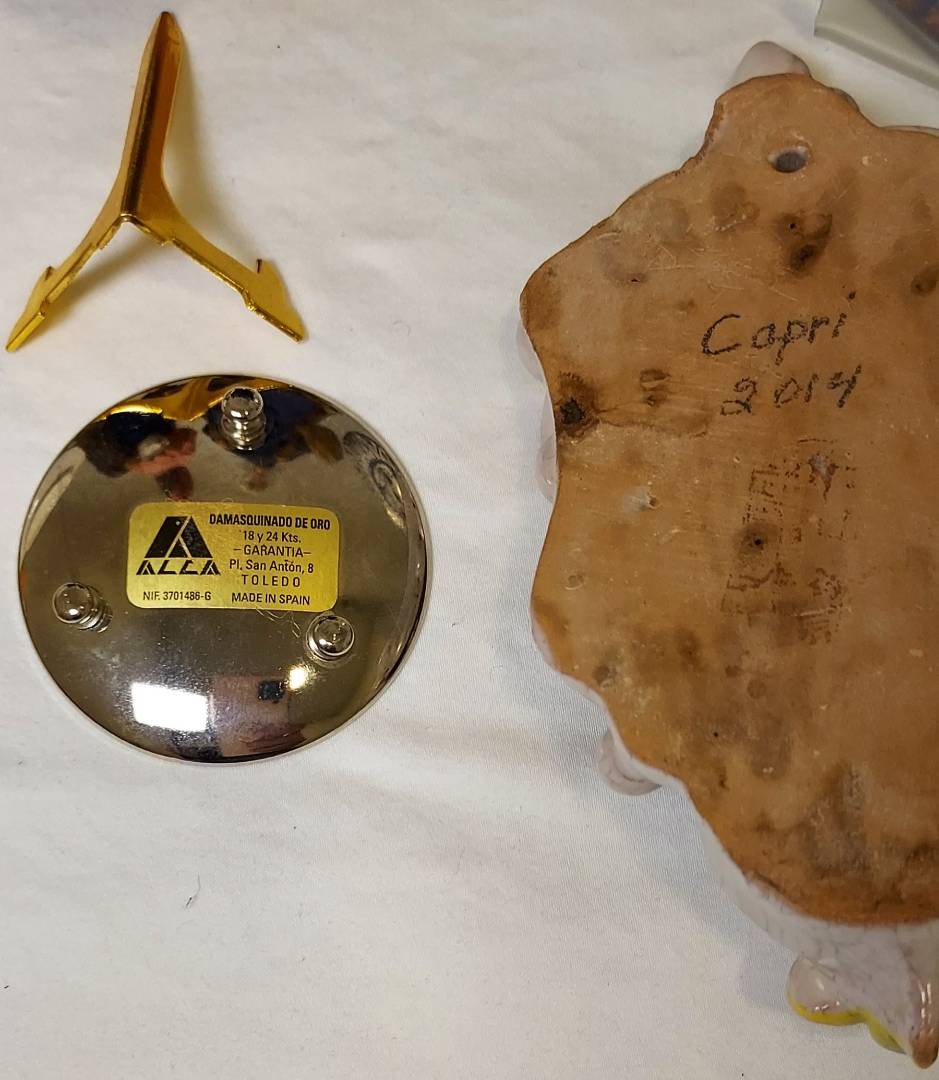 DAMASQUINADO DE ORO
18 y 24 Kts.
—GARANTIA—
Pl, San Antón, 8
TOLEDO
ALCA
NIF. 3701486-G MADE IN SPAIN
Capri
2014